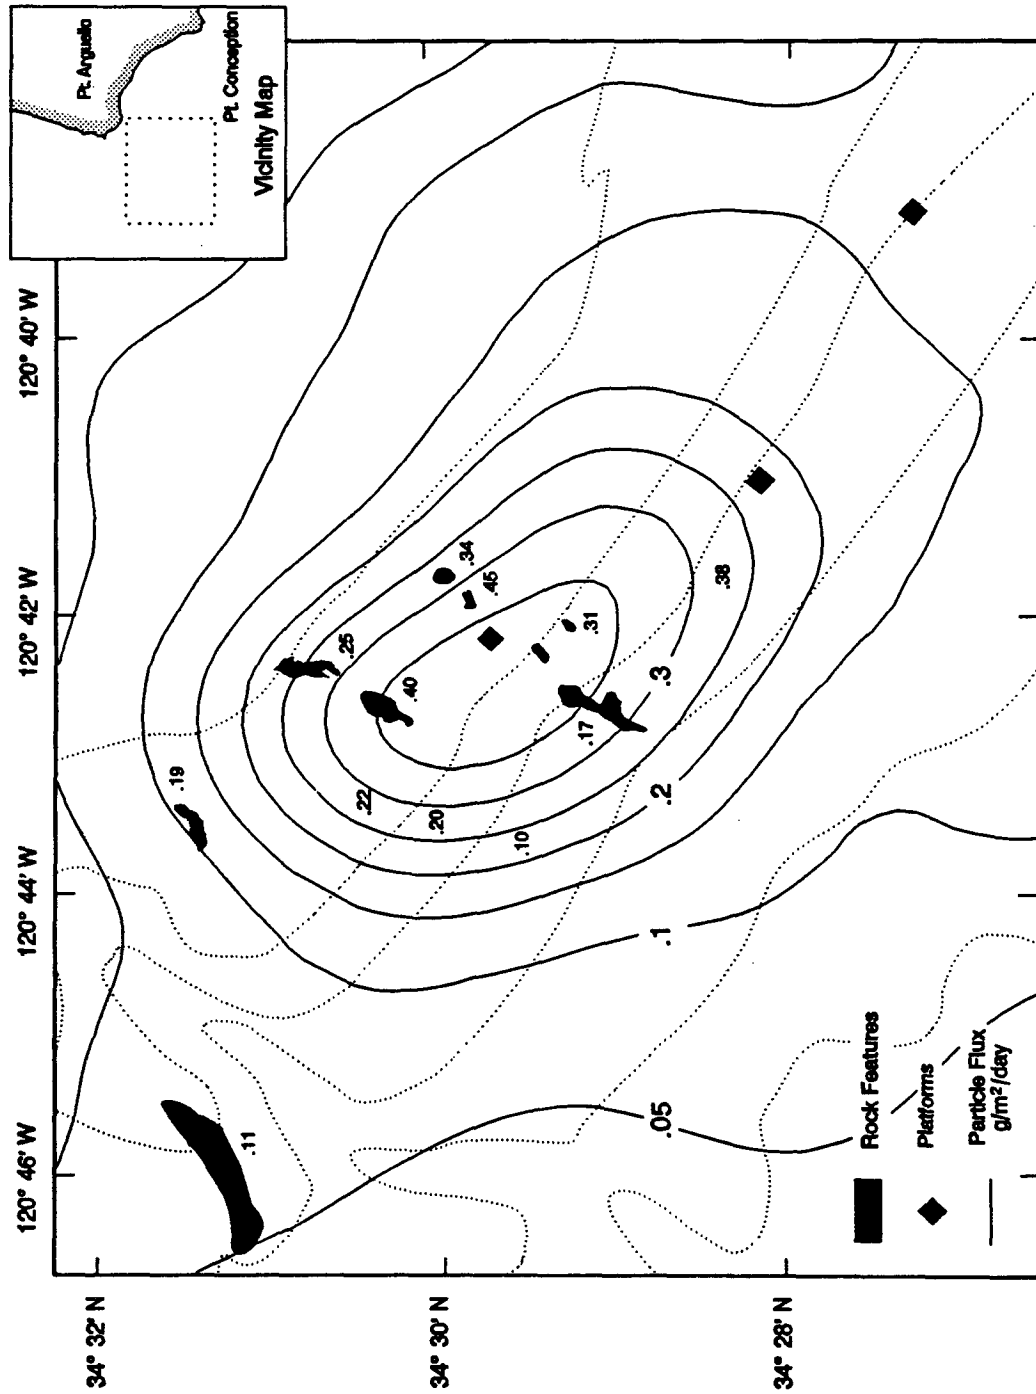 Pt. Arguello
Pt. Conception
Vicinity Map
120° 46' W
120° 44' W
120° 42' W
120° 40' W
34° 32' N
34° 30' N
34° 28' N
.11
.19
.25
.40
.34
.45
.31
.17
.22
.20
.10
.38
.3
.2
.1
.05
Rock Features
Platforms
Particle Flux
g/m²/day